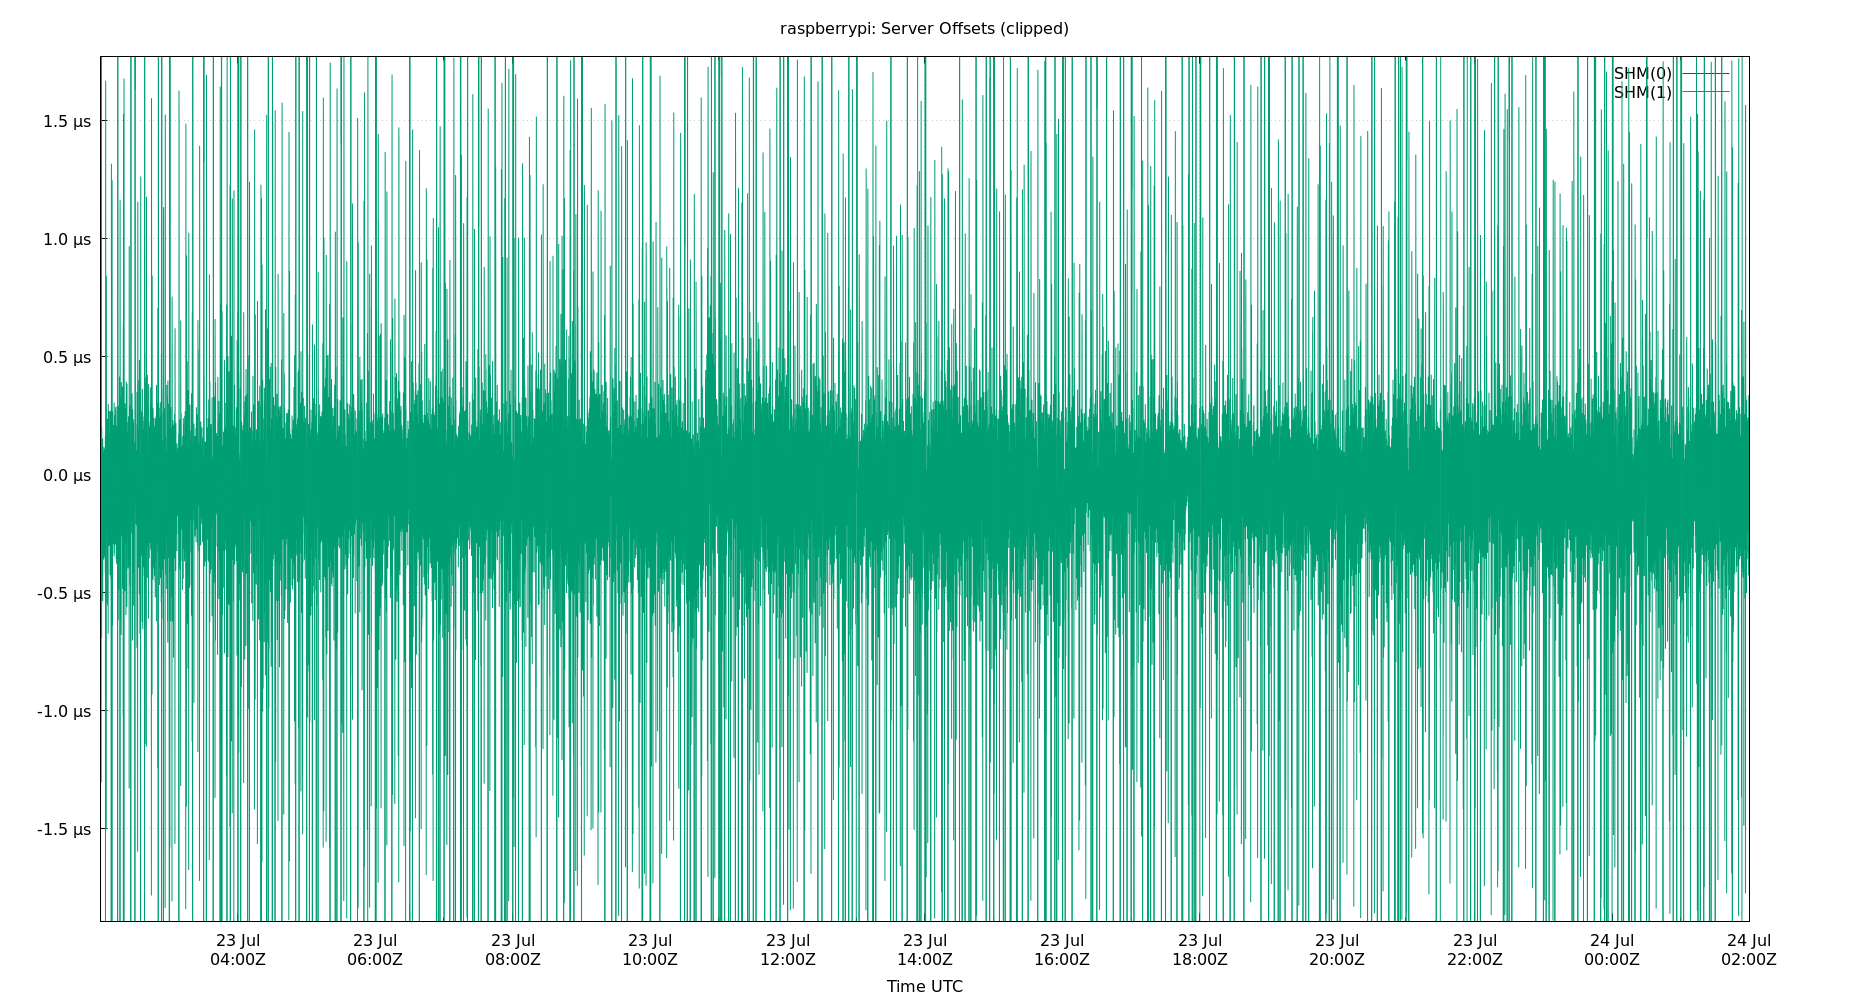 raspberrypi: Server Offsets (clipped)
SHM(0)
SHM(1)
1.5 µs
1.0 µs
0.5 µs
0.0 µs
-0.5 µs
-1.0 µs
-1.5 µs
23 Jul 23 Jul 23 Jul 23 Jul 23 Jul 23 Jul 23 Jul 23 Jul 23 Jul 23 Jul 24 Jul 24 Jul
04:00Z 06:00Z 08:00Z 10:00Z 12:00Z 14:00Z 16:00Z 18:00Z 20:00Z 22:00Z 00:00Z 02:00Z
Time UTC